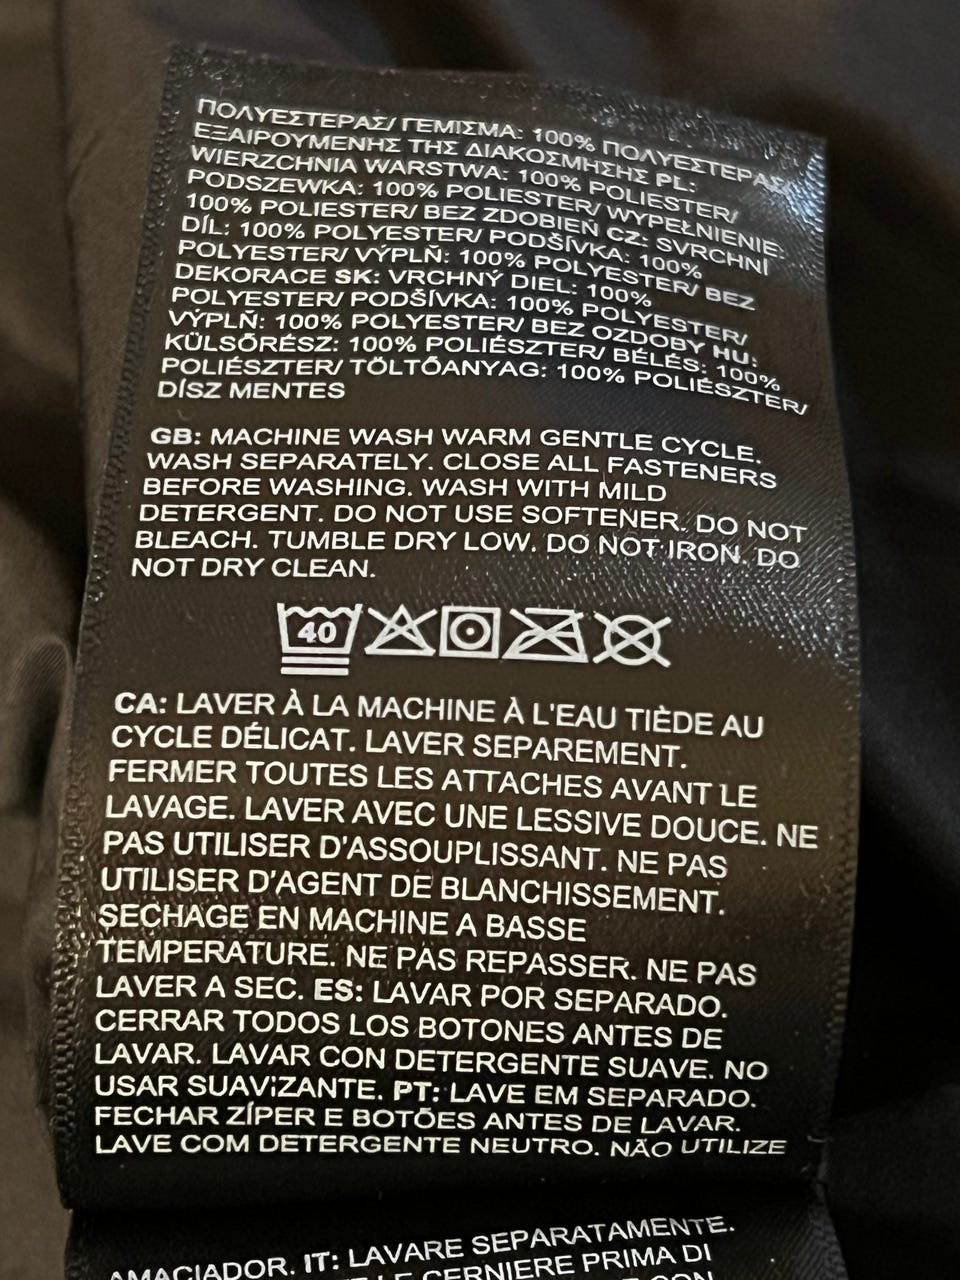 ΠΟΛΥΕΣΤΕΡΑΣ/ ΓΕΜΙΣΜΑ: 100% ΠΟΛΥΕΣΤΕΡΑΣ/
ΕΞΑΙΡΟΥΜΕΝΗΣ ΤΗΣ ΔΙΑΚΟΣΜΗΣΗΣ PL:
WIERZCHNIA WARSTWA: 100% POLIESTER/
PODSZEWKA: 100% POLIESTER/ WYPEŁNIENIE:
100% POLIESTER/ BEZ ZDOBIEŃ CZ: SVRCHNÍ
DÍL: 100% POLYESTER/ PODŠÍVKA: 100%
POLYESTER/ VÝPLŇ: 100% POLYESTER/ BEZ
DEKORACE SK: VRCHNÝ DIEL: 100%
POLYESTER/ PODŠÍVKA: 100% POLYESTER/
VÝPLŇ: 100% POLYESTER/ BEZ OZDOBY HU:
KÜLSŐRÉSZ: 100% POLIÉSZTER/ BÉLÉS: 100%
POLIÉSZTER/ TÖLTŐANYAG: 100% POLIÉSZTER/
DÍSZ MENTES
GB: MACHINE WASH WARM GENTLE CYCLE.
WASH SEPARATELY. CLOSE ALL FASTENERS
BEFORE WASHING. WASH WITH MILD
DETERGENT. DO NOT USE SOFTENER. DO NOT
BLEACH. TUMBLE DRY LOW. DO NOT IRON. DO
NOT DRY CLEAN.
40
CA: LAVER À LA MACHINE À L'EAU TIÈDE AU
CYCLE DÉLICAT. LAVER SEPAREMENT.
FERMER TOUTES LES ATTACHES AVANT LE
LAVAGE. LAVER AVEC UNE LESSIVE DOUCE. NE
PAS UTILISER D'ASSOUPLISSANT. NE PAS
UTILISER D'AGENT DE BLANCHISSEMENT.
SECHAGE EN MACHINE A BASSE
TEMPERATURE. NE PAS REPASSER. NE PAS
LAVER A SEC. ES: LAVAR POR SEPARADO.
CERRAR TODOS LOS BOTONES ANTES DE
LAVAR. LAVAR CON DETERGENTE SUAVE. NO
USAR SUAVIZANTE. PT: LAVE EM SEPARADO.
FECHAR ZÍPER E BOTÕES ANTES DE LAVAR.
LAVE COM DETERGENTE NEUTRO. NÃO UTILIZE
AMACIADOR. IT: LAVARE SEPARATAMENTE.
LE CERNIERE PRIMA DI
CON